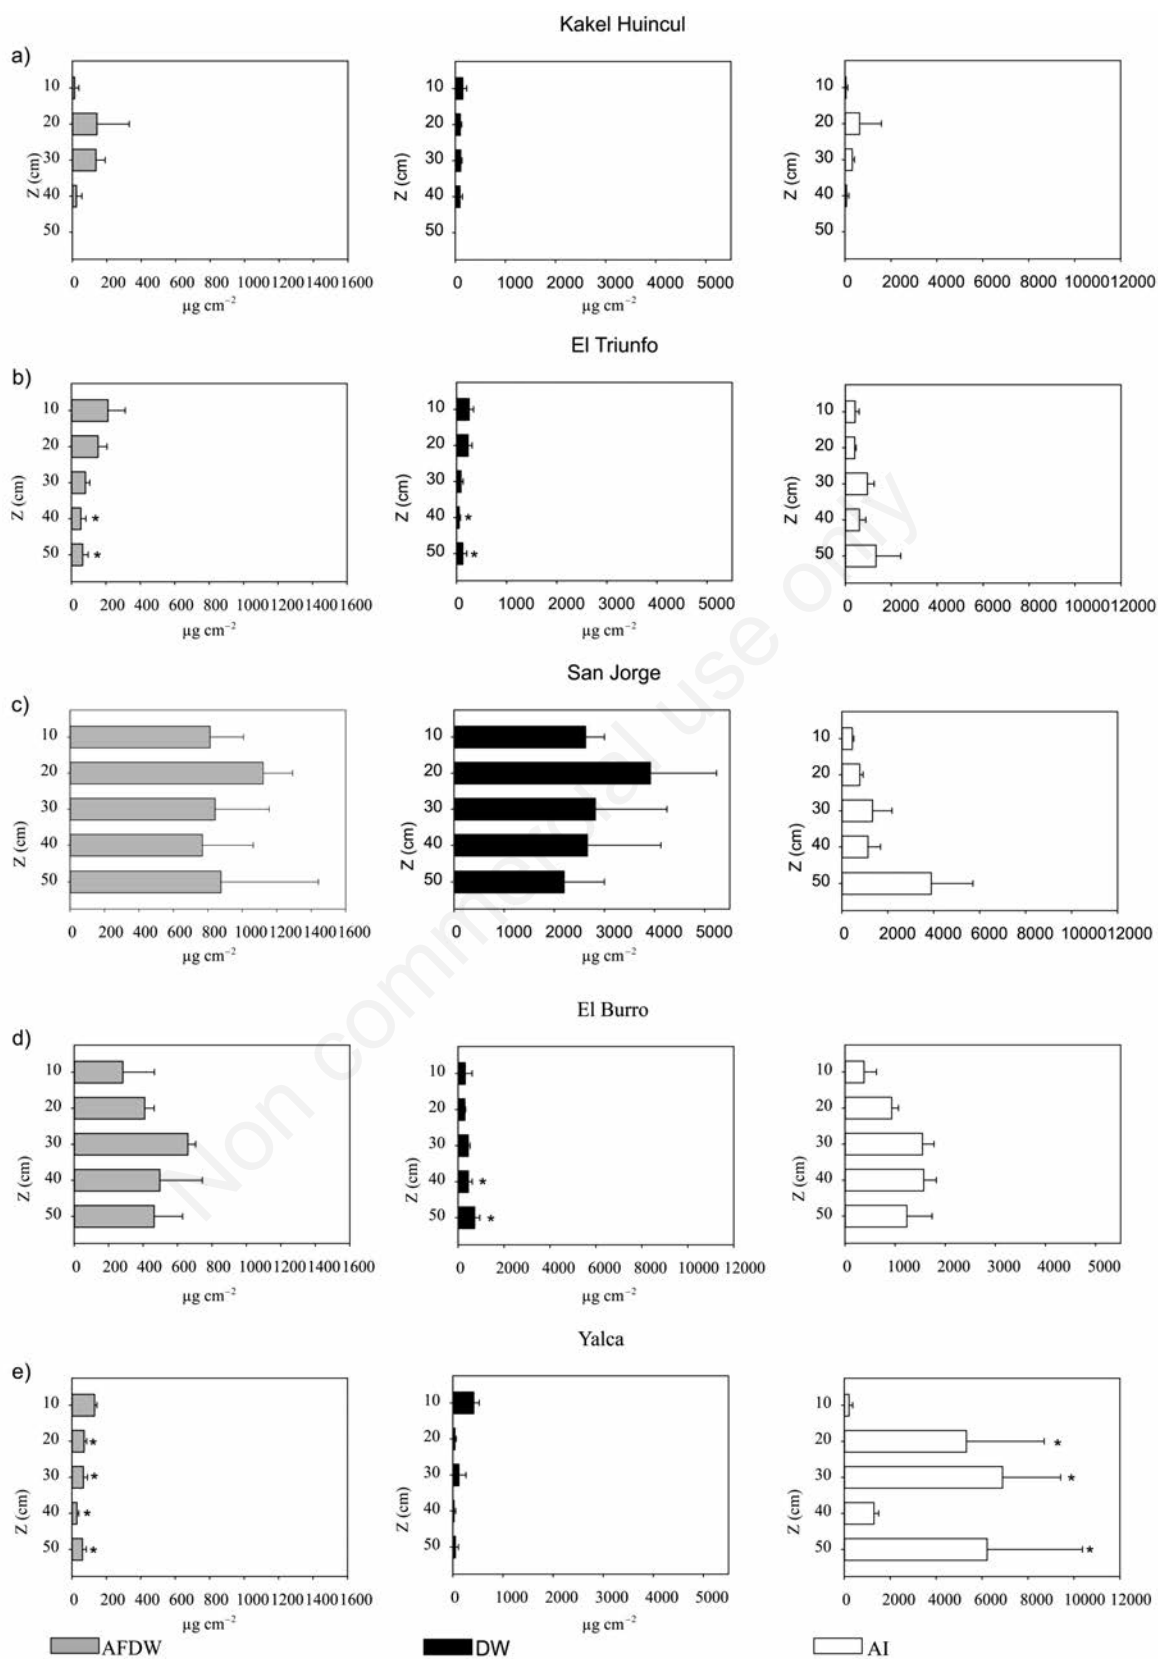 Kakel Huincul
a)
10
20
30
40
50
Z (cm)
0 200 400 600 800 1000 1200 1400 1600
µg cm⁻²
10
20
30
40
50
Z (cm)
0 1000 2000 3000 4000 5000
µg cm⁻²
10
20
30
40
50
Z (cm)
0 2000 4000 6000 8000 10000 12000
El Triunfo
b)
10
20
30
40 *
50 *
Z (cm)
0 200 400 600 800 1000 1200 1400 1600
µg cm⁻²
10
20
30
40 *
50 *
Z (cm)
0 1000 2000 3000 4000 5000
µg cm⁻²
10
20
30
40
50
Z (cm)
0 2000 4000 6000 8000 10000 12000
San Jorge
c)
10
20
30
40
50
Z (cm)
0 200 400 600 800 1000 1200 1400 1600
µg cm⁻²
10
20
30
40
50
Z (cm)
0 1000 2000 3000 4000 5000
µg cm⁻²
10
20
30
40
50
Z (cm)
0 2000 4000 6000 8000 10000 12000
El Burro
d)
10
20
30
40
50
Z (cm)
0 200 400 600 800 1000 1200 1400 1600
µg cm⁻²
10
20
30
40 *
50 *
Z (cm)
0 2000 4000 6000 8000 10000 12000
µg cm⁻²
10
20
30
40
50
Z (cm)
0 1000 2000 3000 4000 5000
Yalca
e)
10
20 *
30 *
40 *
50 *
Z (cm)
0 200 400 600 800 1000 1200 1400 1600
µg cm⁻²
10
20
30
40
50
Z (cm)
0 1000 2000 3000 4000 5000
µg cm⁻²
10
20 *
30 *
40
50 *
Z (cm)
0 2000 4000 6000 8000 10000 12000
AFDW DW AI
Non commercial use only